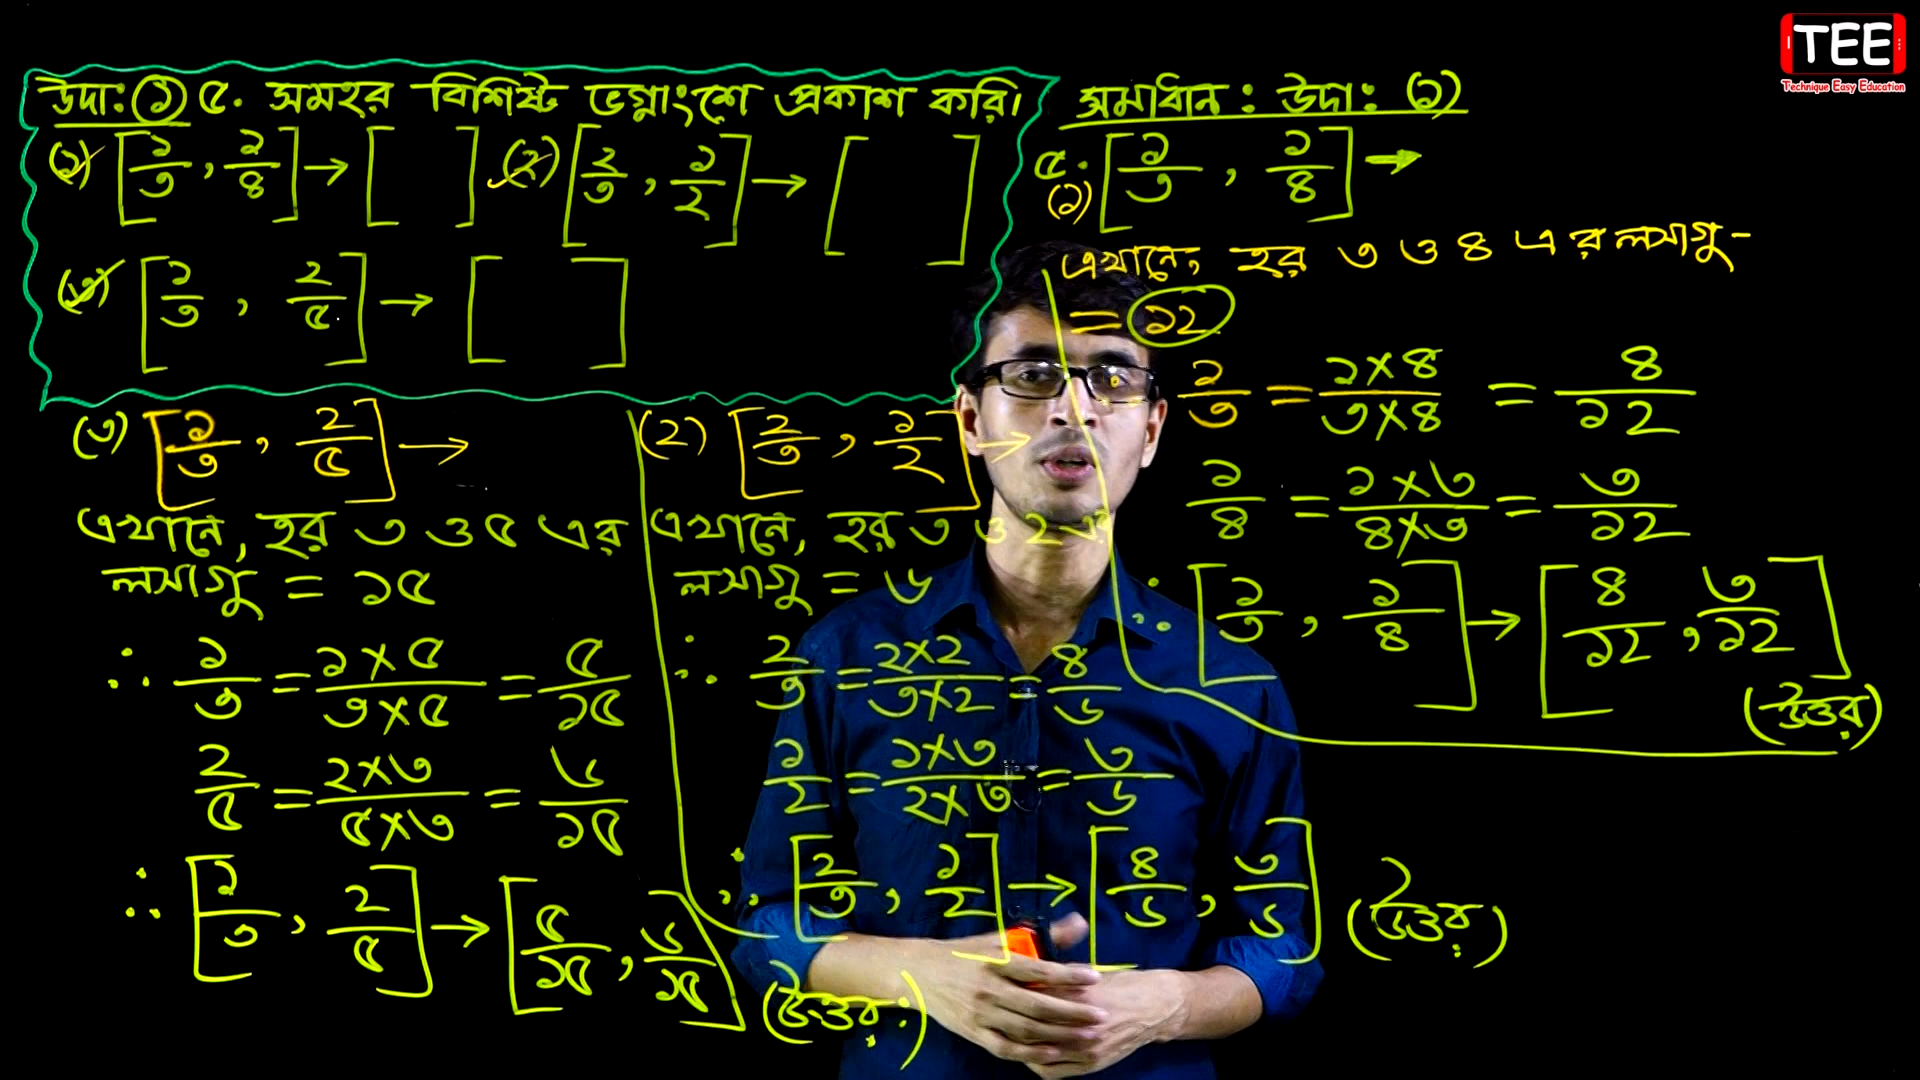 TEE
Technique Easy Education
উদা: (১) ৫. সমহর বিশিষ্ট ভগ্নাংশে প্রকাশ করি।
(১) [১/৩, ১/৪] → [ ] (২) [২/৩, ১/২] → [ ]
(৩) [১/৩, ২/৫] → [ ]
সমাধান: উদা: (১)
৫. [১/৩, ১/৪] →
(১)
এখানে, হর ৩ ও ৪ এর লসাগু-
= ১২
১/৩ = ১×৪/৩×৪ = ৪/১২
১/৪ = ১×৩/৪×৩ = ৩/১২
∴ [১/৩, ১/৪] → [৪/১২, ৩/১২]
(উত্তর)
(২) [২/৩, ১/২] →
এখানে, হর ৩ ও ২ এর
লসাগু = ৬
∴ ২/৩ = ২×২/৩×২ = ৪/৬
১/২ = ১×৩/২×৩ = ৩/৬
∴ [২/৩, ১/২] → [৪/৬, ৩/৬] (উত্তর)
(৩) [১/৩, ২/৫] →
এখানে, হর ৩ ও ৫ এর
লসাগু = ১৫
∴ ১/৩ = ১×৫/৩×৫ = ৫/১৫
২/৫ = ২×৩/৫×৩ = ৬/১৫
∴ [১/৩, ২/৫] → [৫/১৫, ৬/১৫] (উত্তর:)